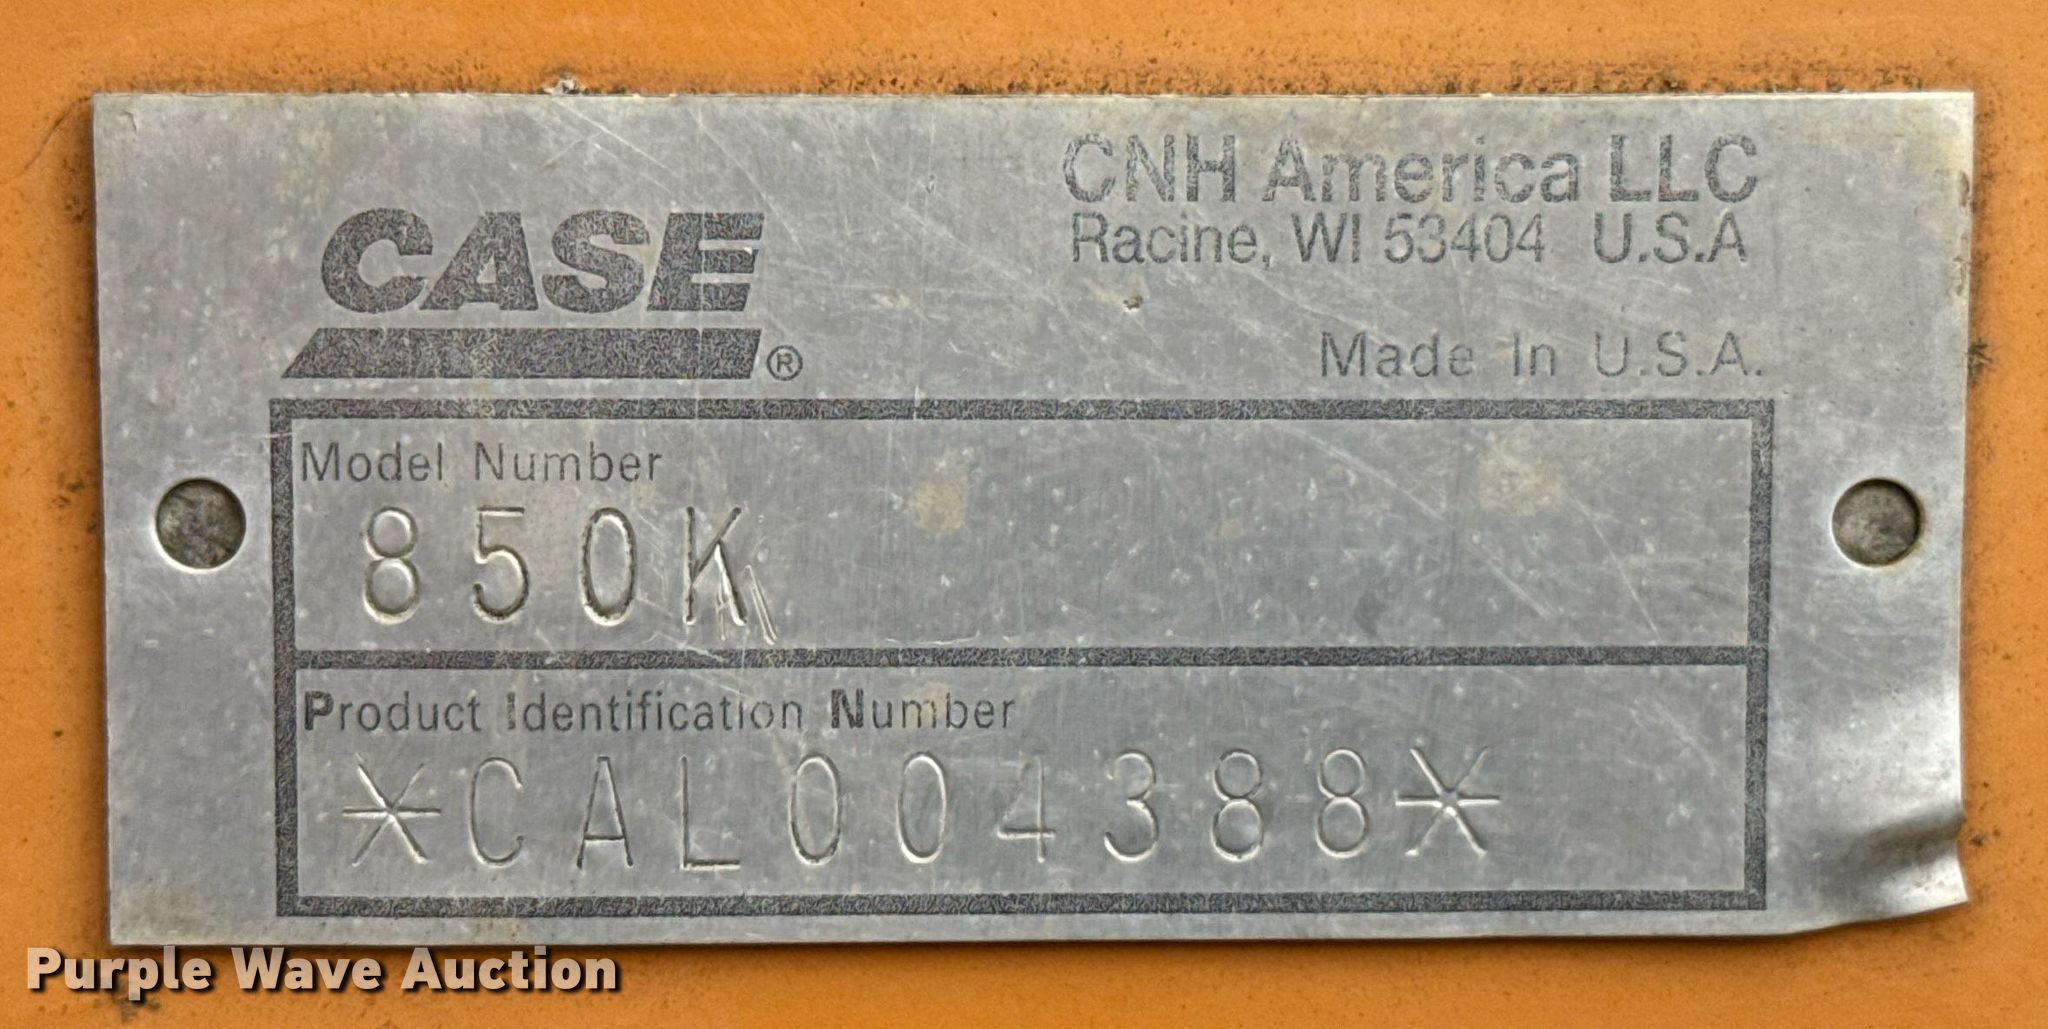 CNH America LLC
Racine, WI 53404 U.S.A
CASE®
Made In U.S.A.
Model Number
850K
Product Identification Number
*CAL004388*
Purple Wave Auction